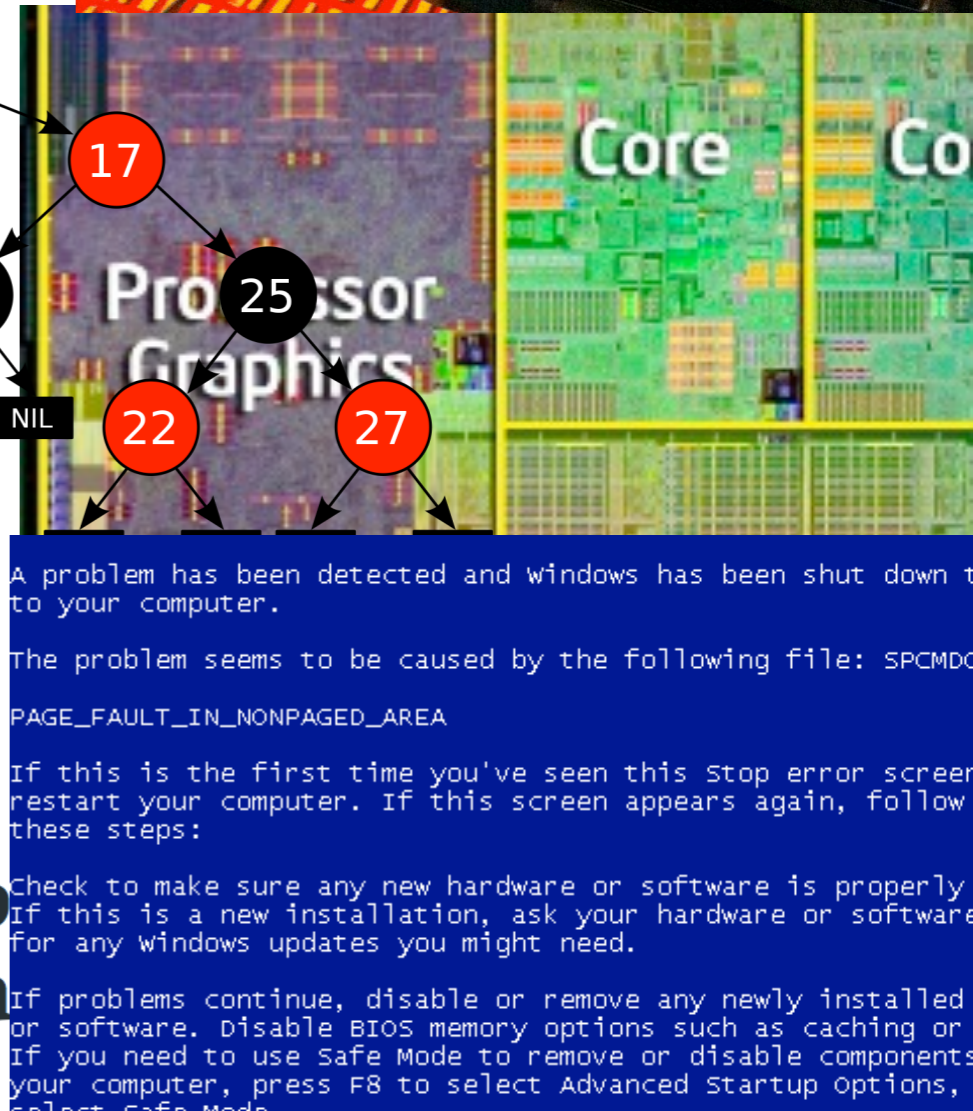 17
Core
Co
25
Graphics
NIL
22
27
A problem has been detected and Windows has been shut down t
to your computer.
The problem seems to be caused by the following file: SPCMDC
PAGE_FAULT_IN_NONPAGED_AREA
If this is the first time you've seen this Stop error screen
restart your computer. If this screen appears again, follow
these steps:
Check to make sure any new hardware or software is properly
If this is a new installation, ask your hardware or software
for any Windows updates you might need.
If problems continue, disable or remove any newly installed
or software. Disable BIOS memory options such as caching or
If you need to use Safe Mode to remove or disable components
your computer, press F8 to select Advanced Startup Options,
select Safe Mode